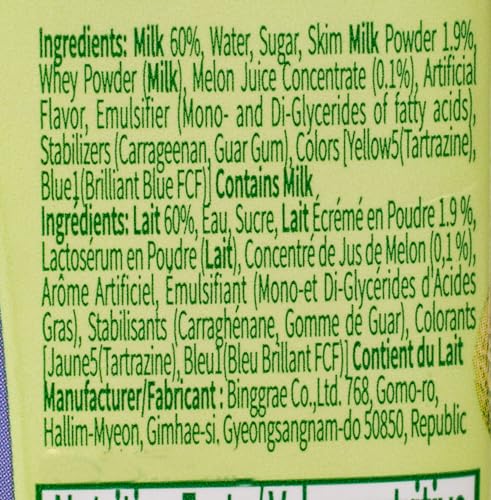 Ingredients: Milk 60%, Water, Sugar, Skim Milk Powder 1.9%,
Whey Powder (Milk), Melon Juice Concentrate (0.1%), Artificial
Flavor, Emulsifier (Mono- and Di-Glycerides of fatty acids),
Stabilizers (Carrageenan, Guar Gum), Colors [Yellow5(Tartrazine),
Blue1(Brilliant Blue FCF)] Contains Milk
Ingrédients: Lait 60%, Eau, Sucre, Lait Écrémé en Poudre 1.9 %,
Lactosérum en Poudre (Lait), Concentré de Jus de Melon (0,1 %),
Arôme Artificiel, Émulsifiant (Mono-et Di-Glycérides d'Acides
Gras), Stabilisants (Carraghénane, Gomme de Guar), Colorants
[Jaune5(Tartrazine), Bleu1(Bleu Brillant FCF)] Contient du Lait
Manufacturer/Fabricant : Binggrae Co.,Ltd. 768, Gomo-ro,
Hallim-Myeon, Gimhae-si. Gyeongsangnam-do 50850, Republic